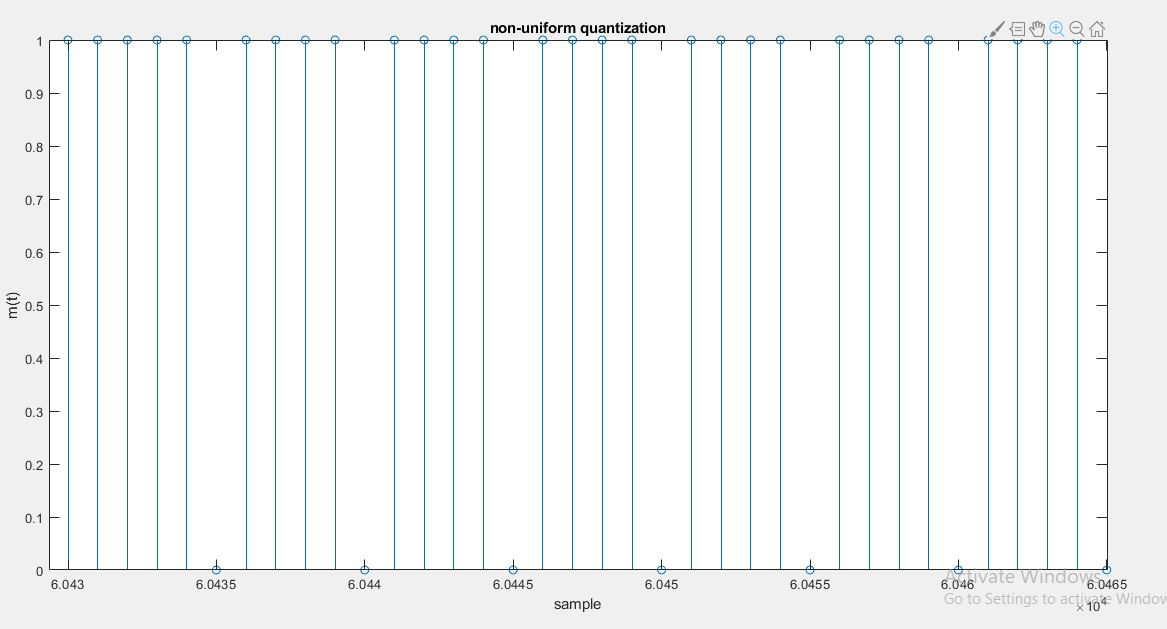 non-uniform quantization
1
0.9
0.8
0.7
0.6
0.5
0.4
0.3
0.2
0.1
0
m(t)
6.043 6.0435 6.044 6.0445 6.045 6.0455 6.046 6.0465
sample
×10⁴
Activate Windows
Go to Settings to activate Window